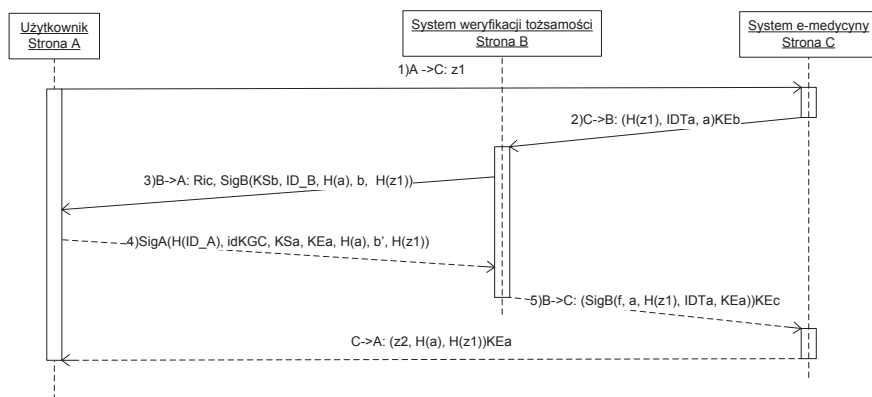 Użytkownik
Strona A
System weryfikacji tożsamości
Strona B
System e-medycyny
Strona C
1)A ->C: z1
2)C->B: (H(z1), IDTa, a)KEb
3)B->A: Ric, SigB(KSb, ID_B, H(a), b,  H(z1))
4)SigA(H(ID_A), idKGC, KSa, KEa, H(a), b', H(z1))
5)B->C: (SigB(f, a, H(z1), IDTa, KEa))KEc
C->A: (z2, H(a), H(z1))KEa